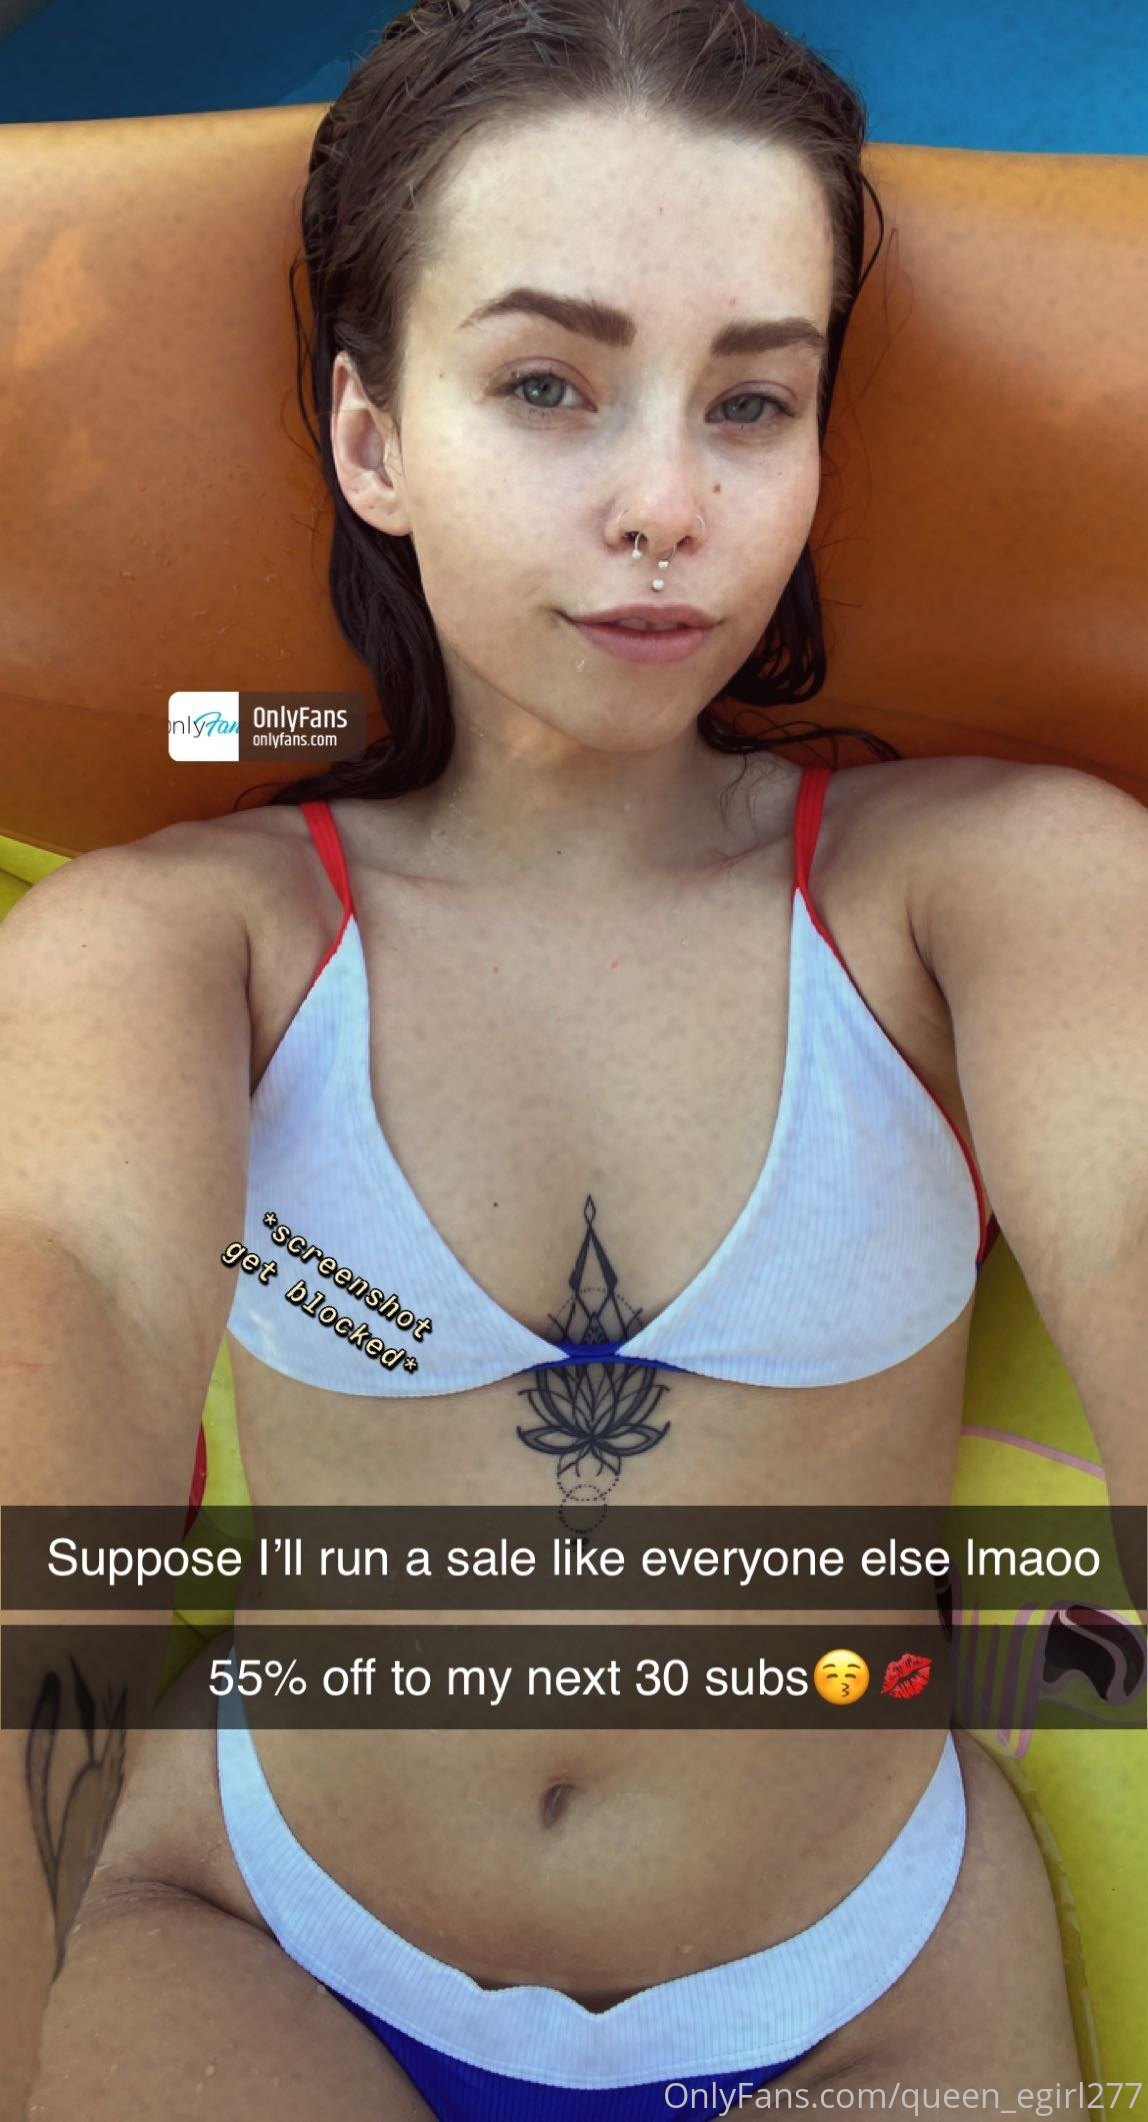 onlyFan
OnlyFans
onlyfans.com
*screenshot
get blocked*
Suppose I'll run a sale like everyone else lmaoo
55% off to my next 30 subs😚💋
OnlyFans.com/queen_egirl277